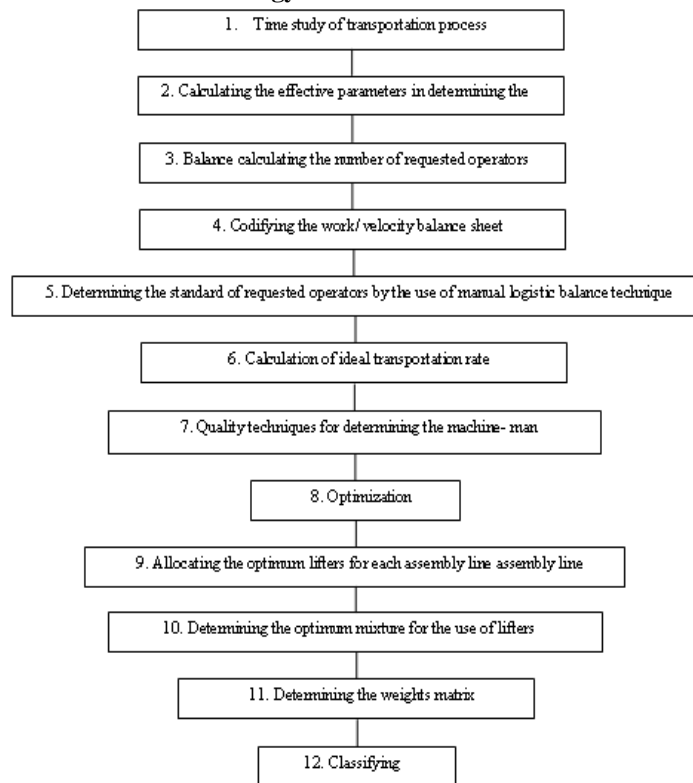 1. Time study of transportation process
2. Calculating the effective parameters in determining the
3. Balance calculating the number of requested operators
4. Codifying the work/ velocity balance sheet
5. Determining the standard of requested operators by the use of manual logistic balance technique
6. Calculation of ideal transportation rate
7. Quality techniques for determining the machine- man
8. Optimization
9. Allocating the optimum lifters for each assembly line assembly line
10. Determining the optimum mixture for the use of lifters
11. Determining the weights matrix
12. Classifying